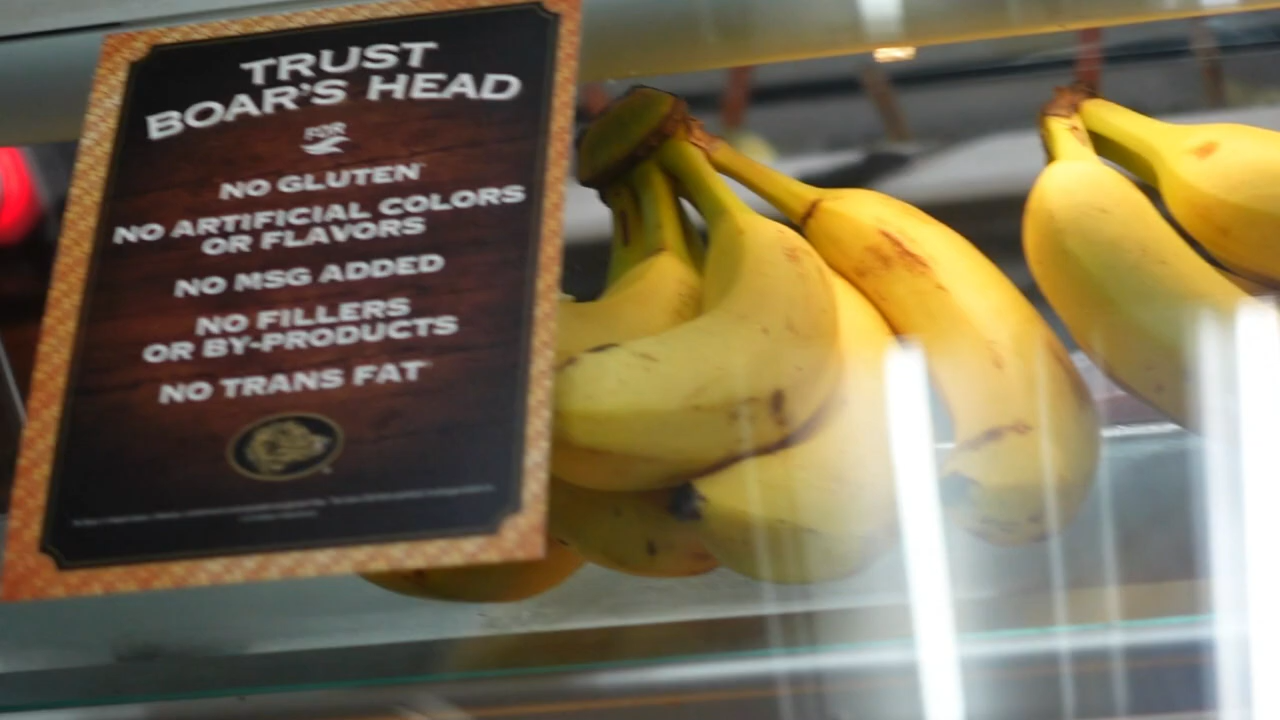 TRUST
BOAR'S HEAD
FOR
NO GLUTEN
NO ARTIFICIAL COLORS
OR FLAVORS
NO MSG ADDED
NO FILLERS
OR BY-PRODUCTS
NO TRANS FAT